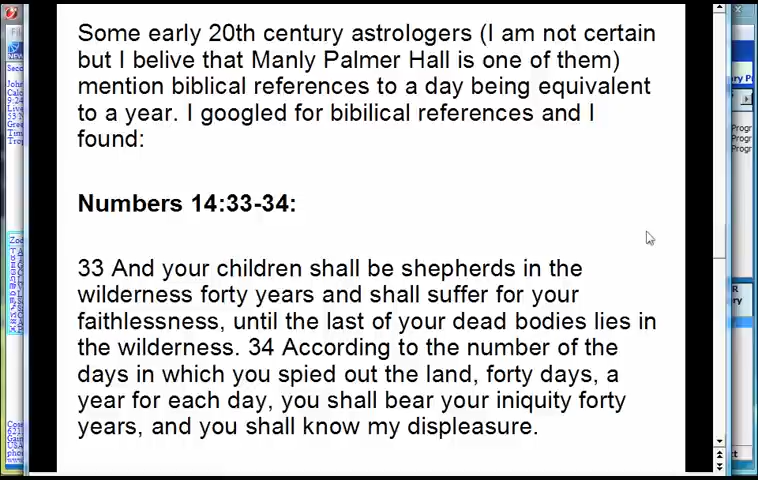 Some early 20th century astrologers (I am not certain
but I belive that Manly Palmer Hall is one of them)
mention biblical references to a day being equivalent
to a year. I googled for bibilical references and I
found:
Numbers 14:33-34:
33 And your children shall be shepherds in the
wilderness forty years and shall suffer for your
faithlessness, until the last of your dead bodies lies in
the wilderness. 34 According to the number of the
days in which you spied out the land, forty days, a
year for each day, you shall bear your iniquity forty
years, and you shall know my displeasure.